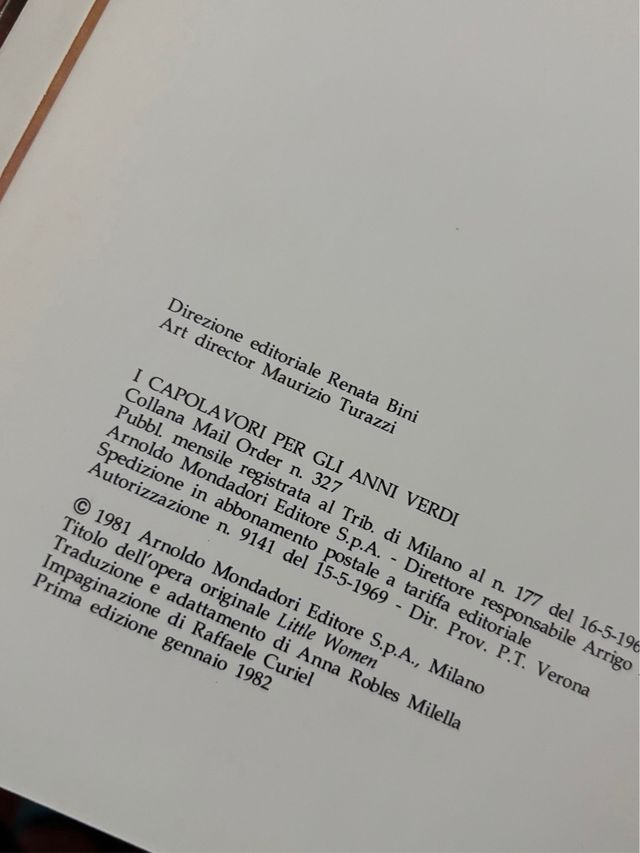 Direzione editoriale Renata Bini
Art director Maurizio Turazzi
I CAPOLAVORI PER GLI ANNI VERDI
Collana Mail Order n. 327
Pubbl. mensile registrata al Trib. di Milano al n. 177 del 16-5-196
Arnoldo Mondadori Editore S.p.A. - Direttore responsabile Arrigo
Spedizione in abbonamento postale a tariffa editoriale
Autorizzazione n. 9141 del 15-5-1969 - Dir. Prov. P.T. Verona
© 1981 Arnoldo Mondadori Editore S.p.A., Milano
Titolo dell'opera originale Little Women
Traduzione e adattamento di Anna Robles Milella
Impaginazione di Raffaele Curiel
Prima edizione gennaio 1982